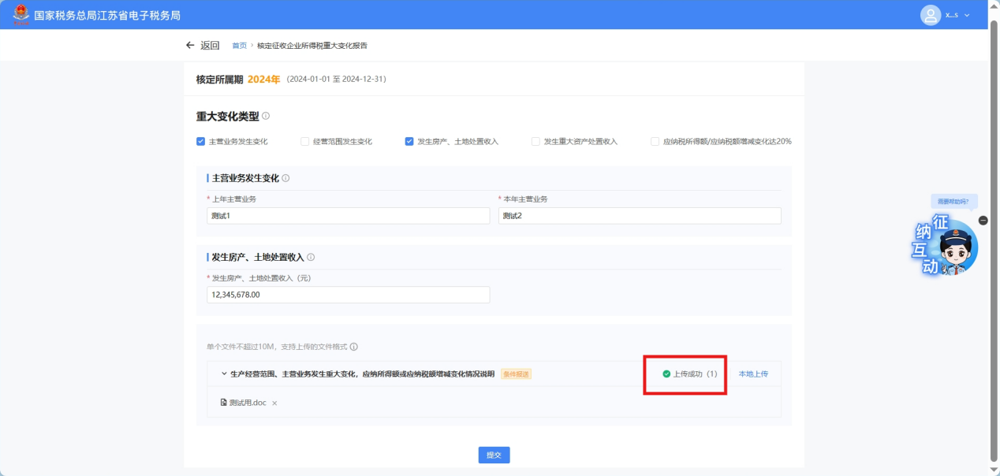 国家税务总局江苏省电子税务局
x...s
返回 首页 核定征收企业所得税重大变化报告
核定所属期 2024年 (2024-01-01 至 2024-12-31)
重大变化类型
主营业务发生变化 经营范围发生变化 发生房产、土地处置收入 发生重大资产处置收入 应纳税所得额/应纳税额增减变化达20%
主营业务发生变化
* 上年主营业务 * 本年主营业务
测试1 测试2
发生房产、土地处置收入
* 发生房产、土地处置收入（元）
12,345,678.00
单个文件不超过10M，支持上传的文件格式
生产经营范围、主营业务发生重大变化，应纳所得额或应纳税额增减变化情况说明 条件报送 上传成功（1） 本地上传
测试用.doc ×
提交
需要帮助吗?
征纳互动